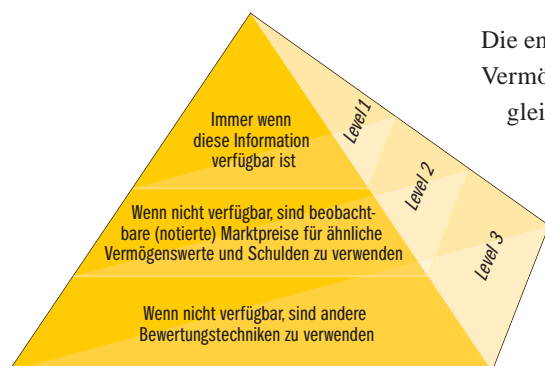 Die
Vermö
glei
Immer wenn
diese Information
verfügbar ist
Level 1
Wenn nicht verfügbar, sind beobacht-
bare (notierte) Marktpreise für ähnliche
Vermögenswerte und Schulden zu verwenden
Level 2
Wenn nicht verfügbar, sind andere
Bewertungstechniken zu verwenden
Level 3